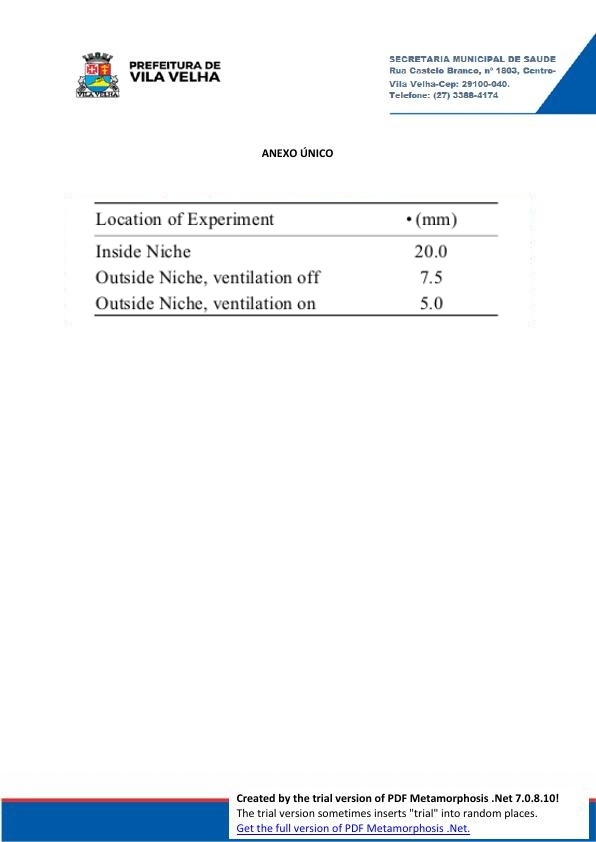 PREFEITURA DE
VILA VELHA
VILA VELHA
SECRETARIA MUNICIPAL DE SAUDE
Rua Castelo Branco, nº 1803, Centro-
Vila Velha-Cep: 29100-040.
Telefone: (27) 3388-4174
ANEXO ÚNICO
Location of Experiment • (mm)
Inside Niche 20.0
Outside Niche, ventilation off 7.5
Outside Niche, ventilation on 5.0
Created by the trial version of PDF Metamorphosis .Net 7.0.8.10!
The trial version sometimes inserts "trial" into random places.
Get the full version of PDF Metamorphosis .Net.